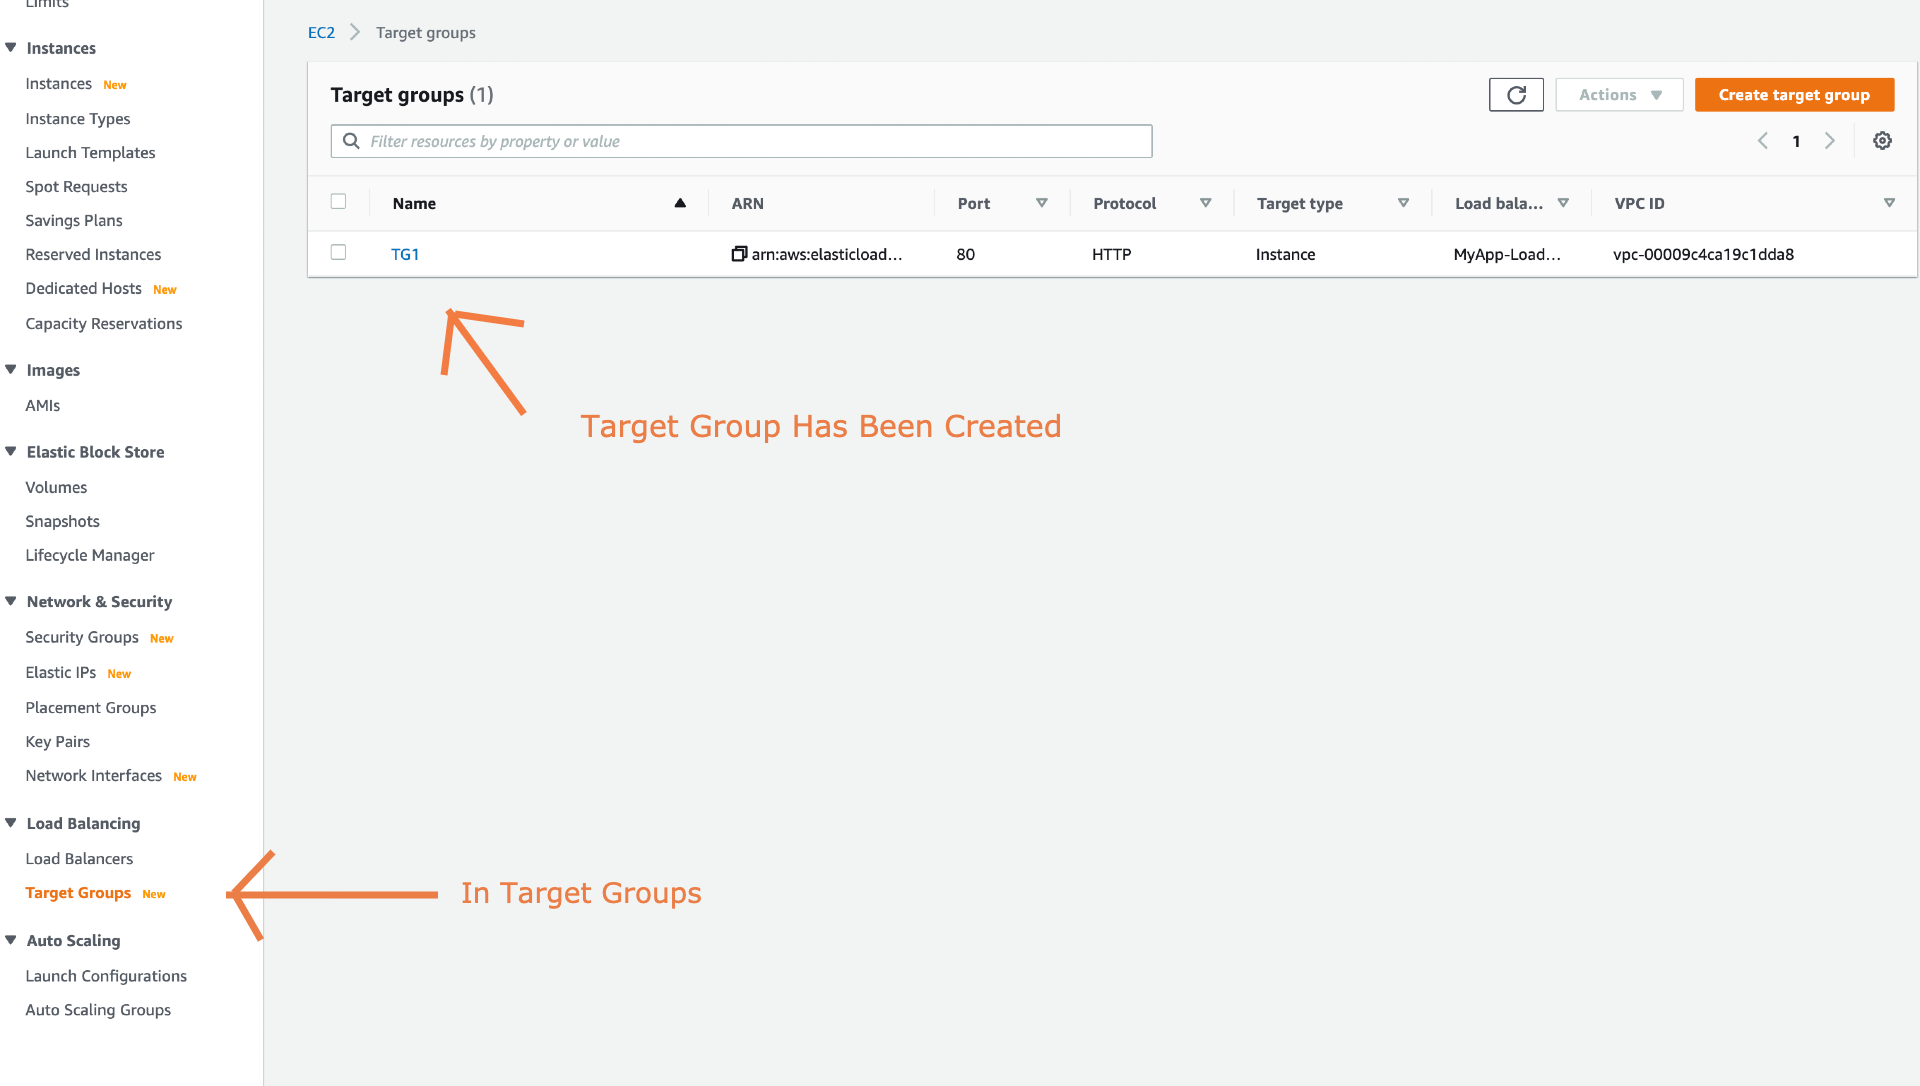 Limits
Instances
Instances New
Instance Types
Launch Templates
Spot Requests
Savings Plans
Reserved Instances
Dedicated Hosts New
Capacity Reservations
Images
AMIs
Elastic Block Store
Volumes
Snapshots
Lifecycle Manager
Network & Security
Security Groups New
Elastic IPs New
Placement Groups
Key Pairs
Network Interfaces New
Load Balancing
Load Balancers
Target Groups New
Auto Scaling
Launch Configurations
Auto Scaling Groups
EC2 Target groups
Target groups (1)
Actions Create target group
Filter resources by property or value
1
Name ARN Port Protocol Target type Load bala... VPC ID
TG1 arn:aws:elasticload... 80 HTTP Instance MyApp-Load... vpc-00009c4ca19c1dda8
Target Group Has Been Created
In Target Groups